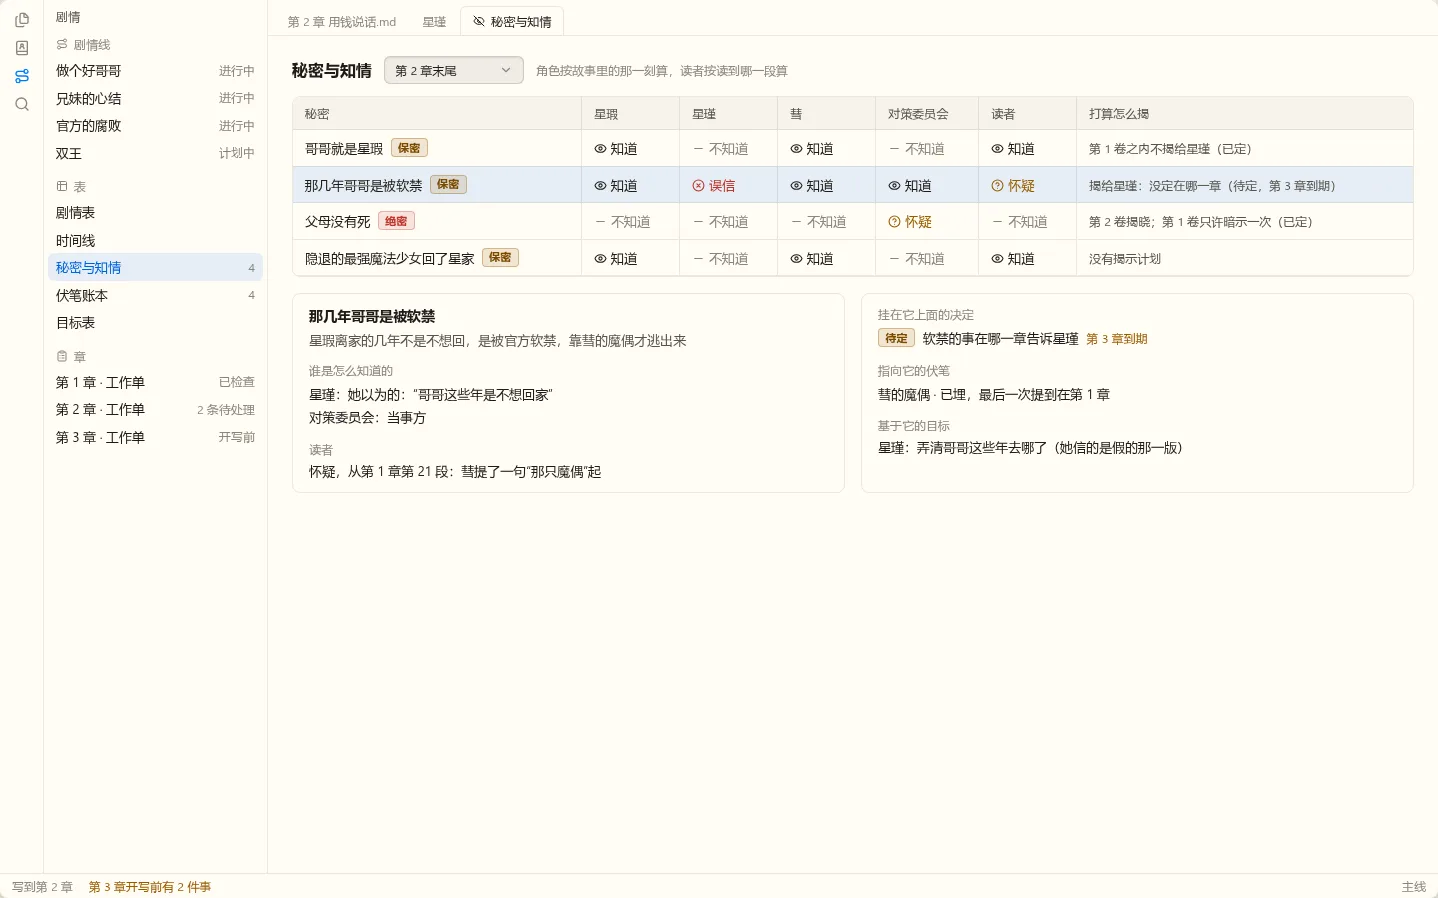 第 2 章 用钱说话.md 星瑾 秘密与知情
剧情
剧情线
做个好哥哥 进行中
兄妹的心结 进行中
官方的腐败 进行中
双王 计划中
表
剧情表
时间线
秘密与知情 4
伏笔账本 4
目标表
章
第 1 章 · 工作单 已检查
第 2 章 · 工作单 2 条待处理
第 3 章 · 工作单 开写前
秘密与知情 第 2 章末尾 角色按故事里的那一刻算，读者按读到哪一段算
秘密 星瑕 星瑾 彗 对策委员会 读者 打算怎么揭
哥哥就是星瑕 保密 知道 不知道 知道 不知道 知道 第 1 卷之内不揭给星瑾（已定）
那几年哥哥是被软禁 保密 知道 误信 知道 知道 怀疑 揭给星瑾：没定在哪一章（待定，第 3 章到期）
父母没有死 绝密 不知道 不知道 不知道 怀疑 不知道 第 2 卷揭晓；第 1 卷只许暗示一次（已定）
隐退的最强魔法少女回了星家 保密 知道 不知道 知道 不知道 知道 没有揭示计划
那几年哥哥是被软禁
星瑕离家的几年不是不想回，是被官方软禁，靠彗的魔偶才逃出来
谁是怎么知道的
星瑾：她以为的：“哥哥这些年是不想回家”
对策委员会：当事方
读者
怀疑，从第 1 章第 21 段：彗提了一句“那只魔偶”起
挂在它上面的决定
待定 软禁的事在哪一章告诉星瑾 第 3 章到期
指向它的伏笔
彗的魔偶 · 已埋，最后一次提到在第 1 章
基于它的目标
星瑾：弄清哥哥这些年去哪了（她信的是假的那一版）
写到第 2 章 第 3 章开写前有 2 件事 主线